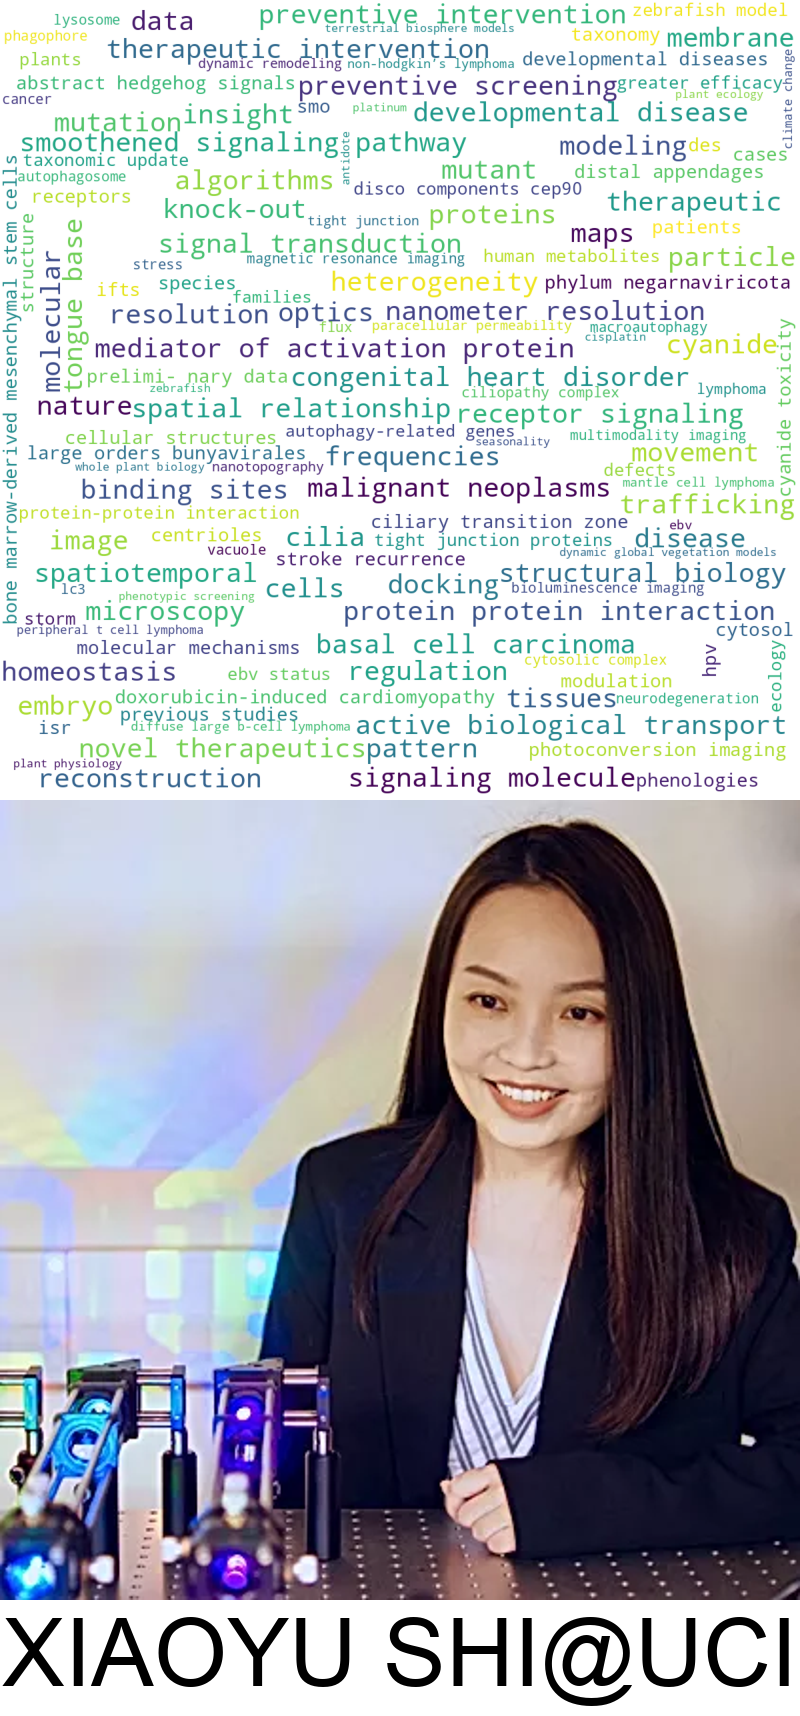 lysosome data preventive intervention zebrafish model
phagophore terrestrial biosphere models taxonomy membrane
therapeutic intervention
plants dynamic remodeling non-hodgkin's lymphoma developmental diseases
abstract hedgehog signals preventive screening greater efficacy
cancer smo platinum plant ecology climate change
mutation insight developmental disease
smoothened signaling pathway modeling des
antidote cases
taxonomic update mutant distal appendages
autophagosome algorithms disco components cep90
receptors knock-out tight junction proteins therapeutic
maps patients
signal transduction
stress magnetic resonance imaging human metabolites particle
ifts species families heterogeneity phylum negarnaviricota
bone marrow-derived mesenchymal stem cells
structure
molecular
tongue base
resolution optics nanometer resolution
flux paracellular permeability macroautophagy
mediator of activation protein cisplatin cyanide
prelimi- nary data congenital heart disorder
zebrafish ciliopathy complex lymphoma
nature spatial relationship receptor signaling
cyanide toxicity
cellular structures autophagy-related genes seasonality multimodality imaging
large orders bunyavirales frequencies movement
whole plant biology nanotopography defects
binding sites malignant neoplasms mantle cell lymphoma
trafficking
protein-protein interaction ciliary transition zone ebv
image centrioles cilia tight junction proteins disease
vacuole stroke recurrence dynamic global vegetation models
spatiotemporal cells docking structural biology
lc3 phenotypic screening bioluminescence imaging
storm microscopy protein protein interaction
peripheral t cell lymphoma cytosol
molecular mechanisms basal cell carcinoma
homeostasis ebv status regulation cytosolic complex hpv ecology
modulation
embryo doxorubicin-induced cardiomyopathy tissues neurodegeneration
isr previous studies
diffuse large b-cell lymphoma active biological transport
novel therapeutics pattern photoconversion imaging
plant physiology
reconstruction signaling molecule phenologies
XIAOYU SHI@UCI